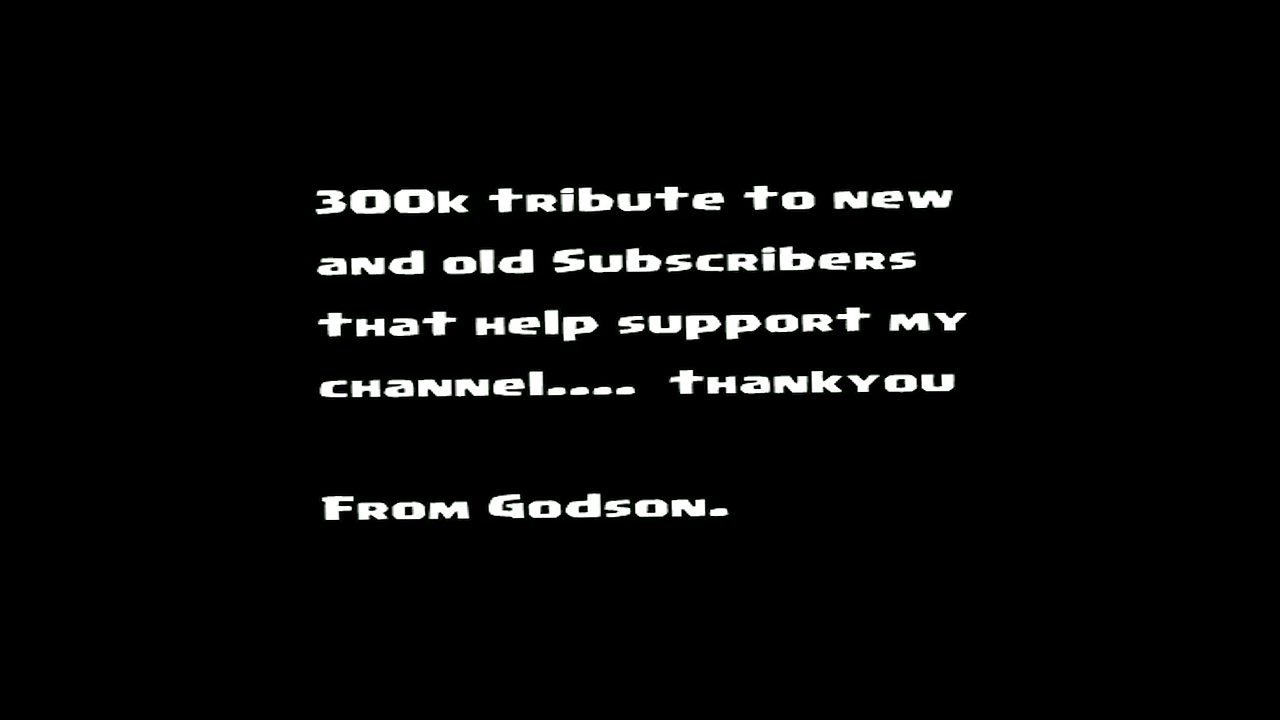 300k tribute to new
and old Subscribers
that help support my
channel.... thankyou
From Godson.